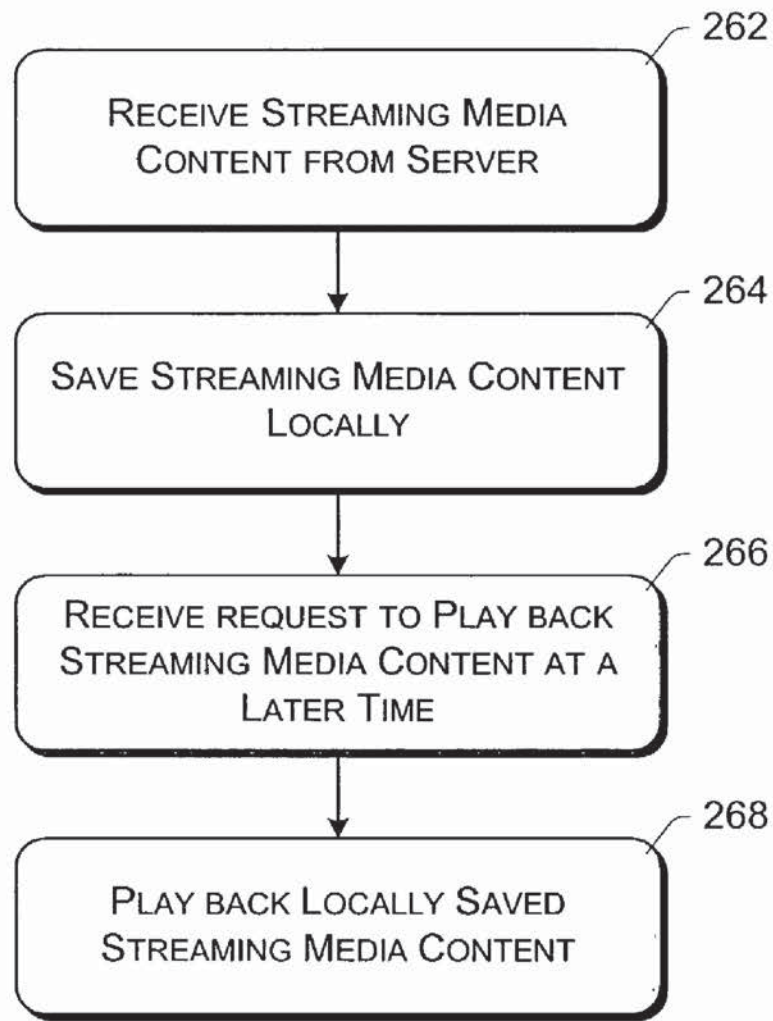 262
RECEIVE STREAMING MEDIA
CONTENT FROM SERVER
264
SAVE STREAMING MEDIA CONTENT
LOCALLY
266
RECEIVE REQUEST TO PLAY BACK
STREAMING MEDIA CONTENT AT A
LATER TIME
268
PLAY BACK LOCALLY SAVED
STREAMING MEDIA CONTENT